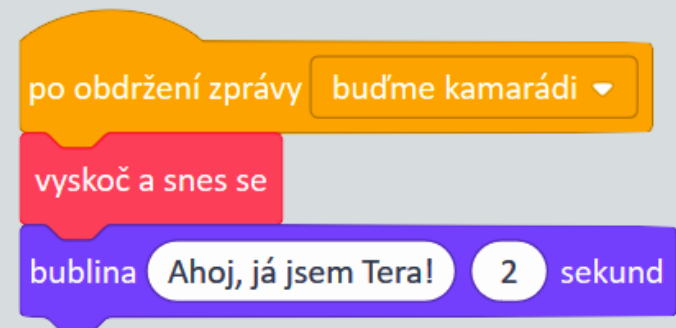 po obdržení zprávy buďme kamarádi
vyskoč a snes se
bublina Ahoj, já jsem Tera! 2 sekund